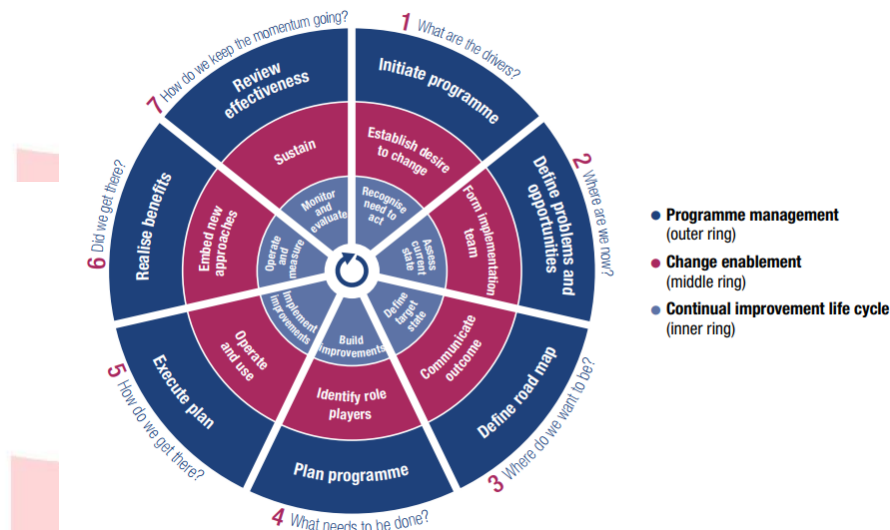 1 What are the drivers?
Initiate programme
Establish desire
to change
Recognise
need to
act
2 Where are we now?
Define problems and
opportunities
Form implementation
team
Assess
current
state
3 Where do we want to be?
Define road map
Communicate
outcome
Define
target
state
4 What needs to be done?
Plan programme
Identify role
players
Build
improvements
5 How do we get there?
Execute plan
Operate
and use
Implement
improvements
6 Did we get there?
Realise benefits
Embed new
approaches
Operate
and
measure
7 How do we keep the momentum going?
Review
effectiveness
Sustain
Monitor
and
evaluate
Programme management
(outer ring)
Change enablement
(middle ring)
Continual improvement life cycle
(inner ring)